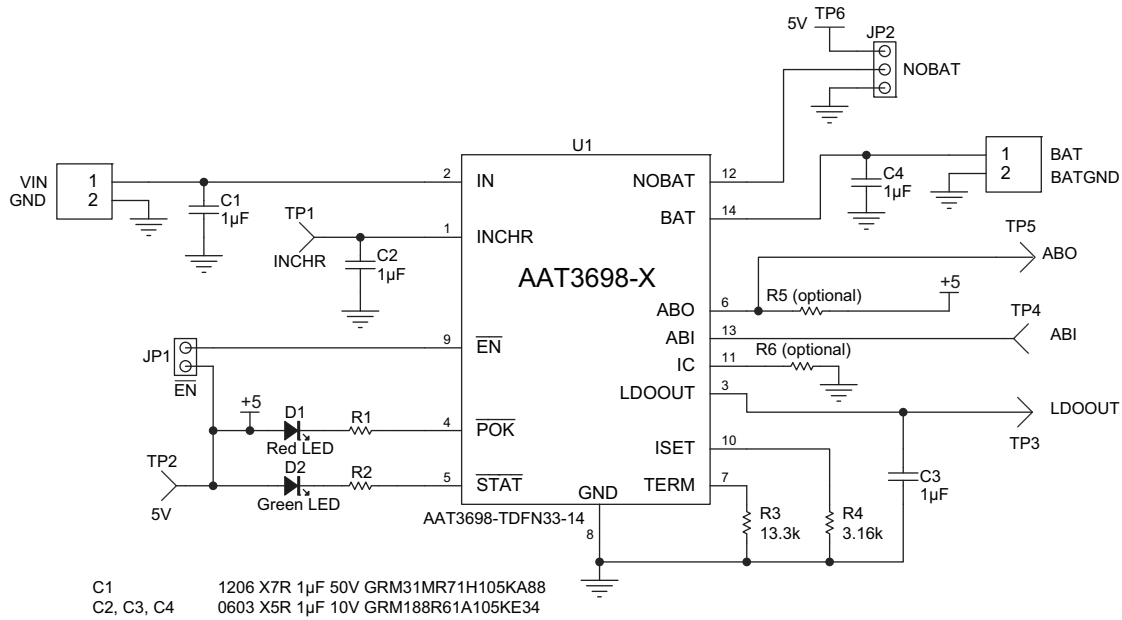 5V
TP6
JP2
NOBAT
U1
VIN 1
GND 2
C1
1µF
2 IN
TP1
INCHR
1 INCHR
C2
1µF
AAT3698-X
NOBAT 12
BAT 14
C4
1µF
1 BAT
2 BATGND
TP5
ABO
ABO 6
R5 (optional)
+5
TP4
ABI 13
ABI
IC 11
R6 (optional)
LDOOUT 3
LDOOUT
TP3
JP1
EN
9 EN
+5
D1
Red LED
R1
4 POK
TP2
5V
D2
Green LED
R2
5 STAT
ISET 10
TERM 7
C3
1µF
GND
8
AAT3698-TDFN33-14
R3
13.3k
R4
3.16k
C1 1206 X7R 1µF 50V GRM31MR71H105KA88
C2, C3, C4 0603 X5R 1µF 10V GRM188R61A105KE34